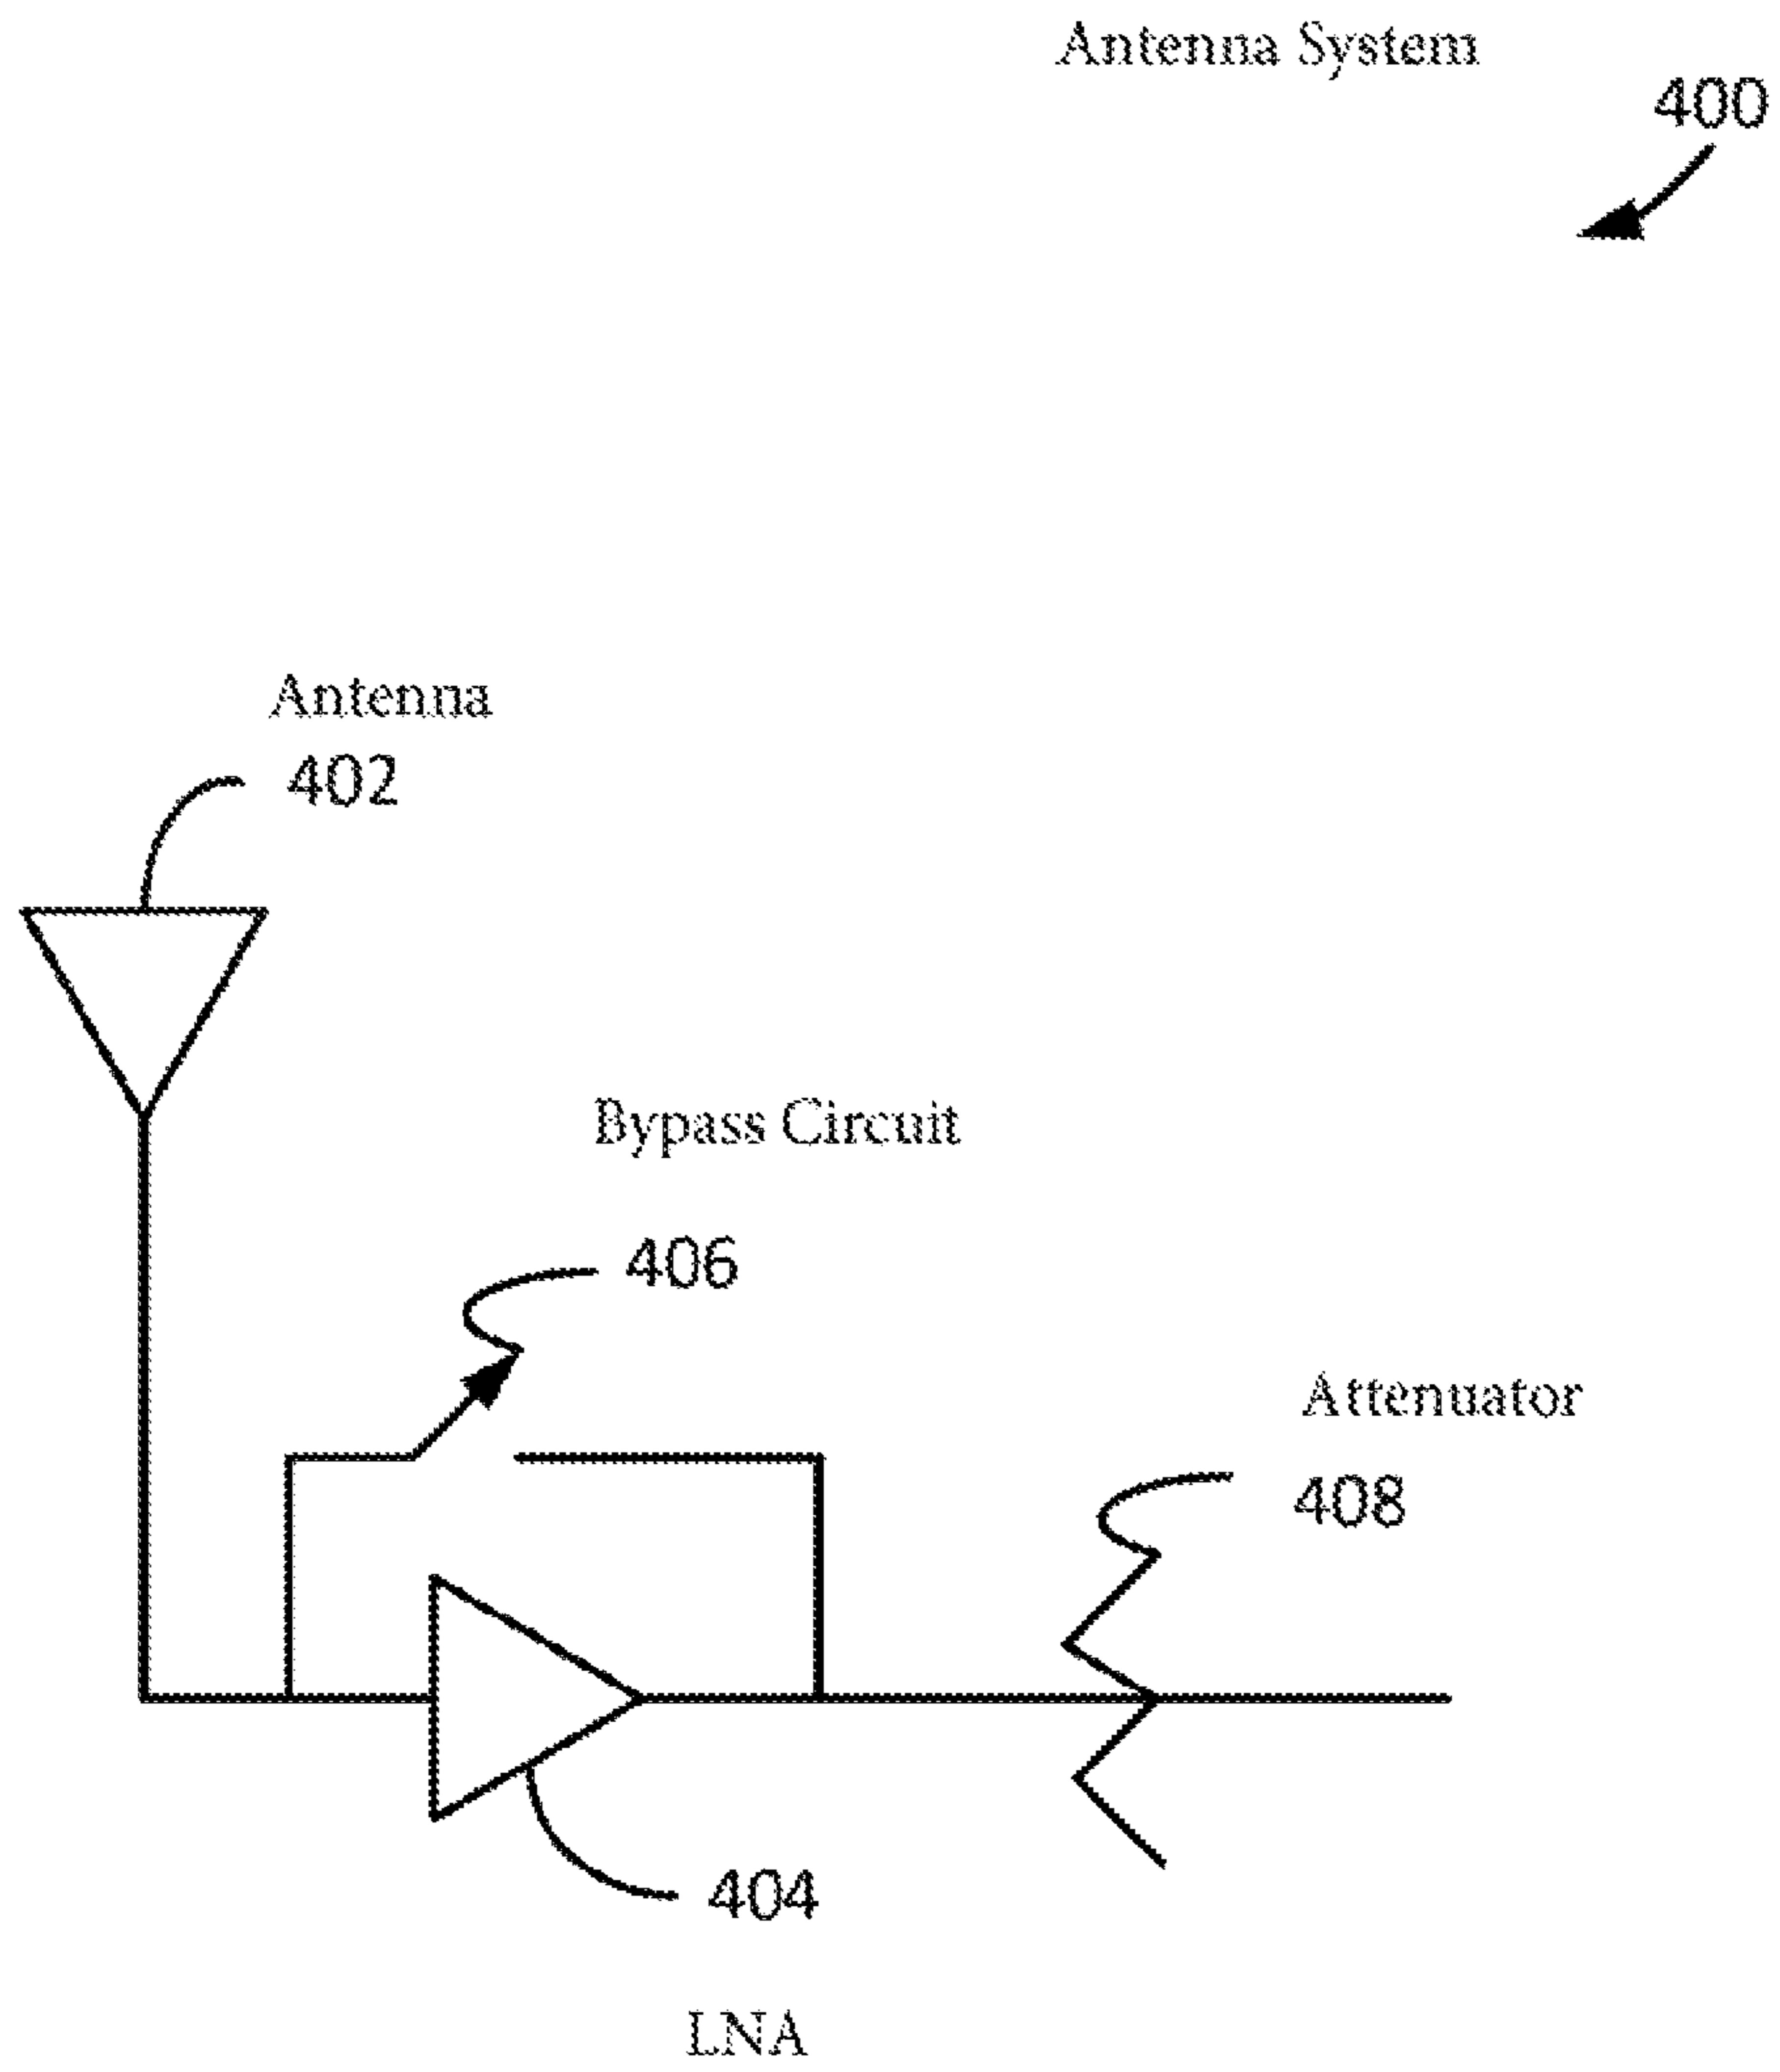 Antenna System
400
Antenna
402
Bypass Circuit
406
Attenuator
408
404
LNA